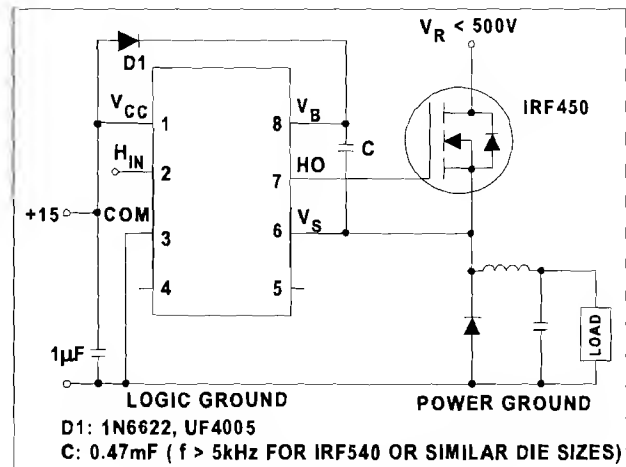 V_R < 500V
D1
IRF450
V_CC
1
8
V_B
C
H_IN
2
HO
7
+15
COM
3
V_S
6
4
5
1µF
LOAD
LOGIC GROUND
POWER GROUND
D1: 1N6622, UF4005
C: 0.47mF ( f > 5kHz FOR IRF540 OR SIMILAR DIE SIZES)